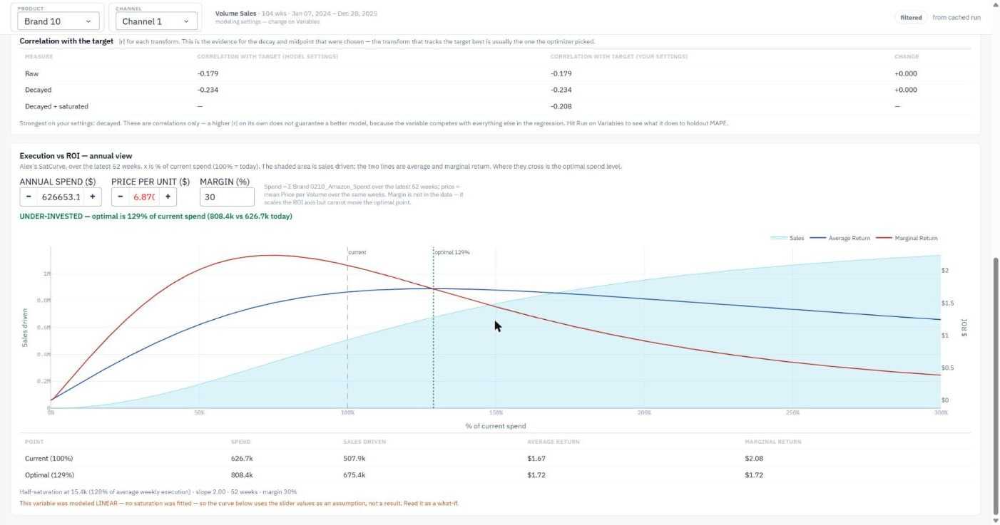 PRODUCT
Brand 10
CHANNEL
Channel 1
Volume Sales · 104 wks · Jan 07, 2024 – Dec 28, 2025
modeling settings — change on Variables
filtered from cached run
Correlation with the target |r| for each transform. This is the evidence for the decay and midpoint that were chosen — the transform that tracks the target best is usually the one the optimizer picked.
MEASURE CORRELATION WITH TARGET (MODEL SETTINGS) CORRELATION WITH TARGET (YOUR SETTINGS) CHANGE
Raw -0.179 -0.179 +0.000
Decayed -0.234 -0.234 +0.000
Decayed + saturated — -0.208 —
Strongest on your settings: decayed. These are correlations only — a higher |r| on its own does not guarantee a better model, because the variable competes with everything else in the regression. Hit Run on Variables to see what it does to holdout MAPE.
Execution vs ROI — annual view
Alex's SatCurve, over the latest 52 weeks. x is % of current spend (100% = today). The shaded area is sales driven; the two lines are average and marginal return. Where they cross is the optimal spend level.
ANNUAL SPEND ($) PRICE PER UNIT ($) MARGIN (%)
− 626653.1 + − 6.870 + 30
Spend = Σ Brand 0210_Amazon_Spend over the latest 52 weeks; price =
mean Price per Volume over the same weeks. Margin is not in the data — it
scales the ROI axis but cannot move the optimal point.
UNDER-INVESTED — optimal is 129% of current spend (808.4k vs 626.7k today)
Sales Average Return Marginal Return
current optimal 129%
1M
0.8M
0.6M
0.4M
0.2M
0
Sales driven
$2
$1.5
$1
$0.5
$0
$ ROI
0% 50% 100% 150% 200% 250% 300%
% of current spend
POINT SPEND SALES DRIVEN AVERAGE RETURN MARGINAL RETURN
Current (100%) 626.7k 507.9k $1.67 $2.08
Optimal (129%) 808.4k 675.4k $1.72 $1.72
Half-saturation at 15.4k (128% of average weekly execution) · slope 2.00 · 52 weeks · margin 30%
This variable was modeled LINEAR — no saturation was fitted — so the curve below uses the slider values as an assumption, not a result. Read it as a what-if.